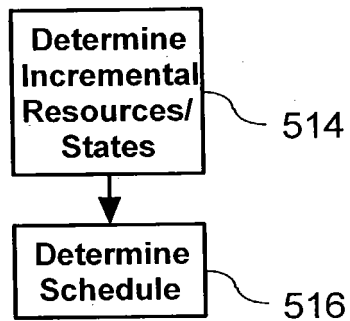 Determine
Incremental
Resources/
States
514
Determine
Schedule
516